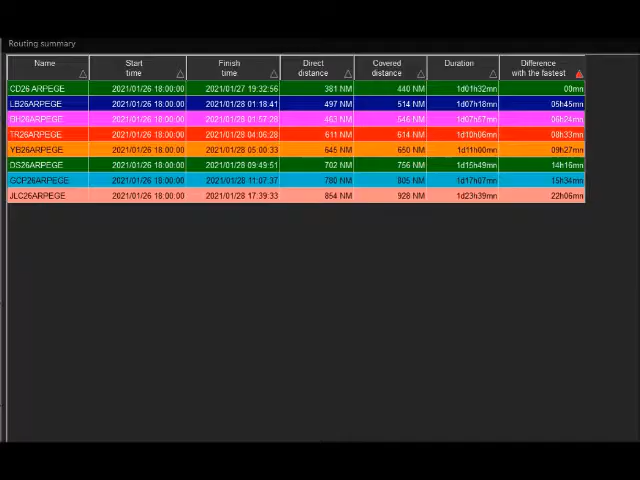 Routing summary
Name Start time Finish time Direct distance Covered distance Duration Difference with the fastest
CD26 ARPEGE 2021/01/26 18:00:00 2021/01/27 19:32:56 381 NM 440 NM 1d01h32mn 00mn
LB26ARPEGE 2021/01/26 18:00:00 2021/01/28 01:18:41 497 NM 514 NM 1d07h18mn 05h45mn
2021/01/26 18:00:00 2021/01/28 01:57:28 463 NM 546 NM 1d07h57mn 06h24mn
TR26ARPEGE 2021/01/26 18:00:00 2021/01/28 04:06:28 611 NM 614 NM 1d10h06mn 08h33mn
YB26ARPEGE 2021/01/26 18:00:00 2021/01/28 05:00:33 645 NM 650 NM 1d11h00mn 09h27mn
DS26ARPEGE 2021/01/26 18:00:00 2021/01/28 09:49:51 702 NM 756 NM 1d15h49mn 14h16mn
GCP26ARPEGE 2021/01/26 18:00:00 2021/01/28 11:07:37 780 NM 805 NM 1d17h07mn 15h34mn
JLC26ARPEGE 2021/01/26 18:00:00 2021/01/28 17:39:33 854 NM 928 NM 1d23h39mn 22h06mn